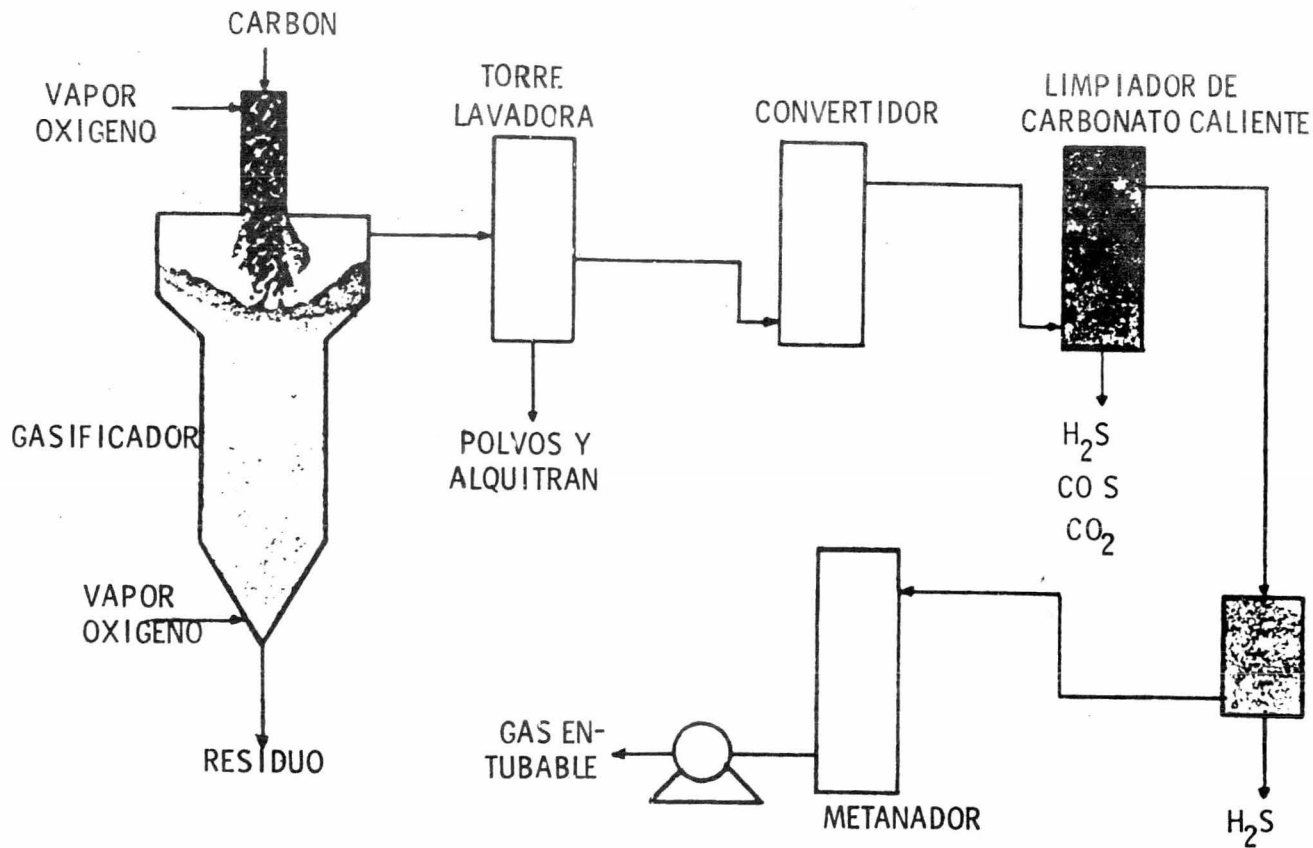 CARBON
VAPOR
OXIGENO
TORRE
LAVADORA
CONVERTIDOR
LIMPIADOR DE
CARBONATO CALIENTE
GASIFICADOR
POLVOS Y
ALQUITRAN
H₂S
CO S
CO₂
VAPOR
OXIGENO
RESIDUO
GAS EN-
TUBABLE
METANADOR
H₂S